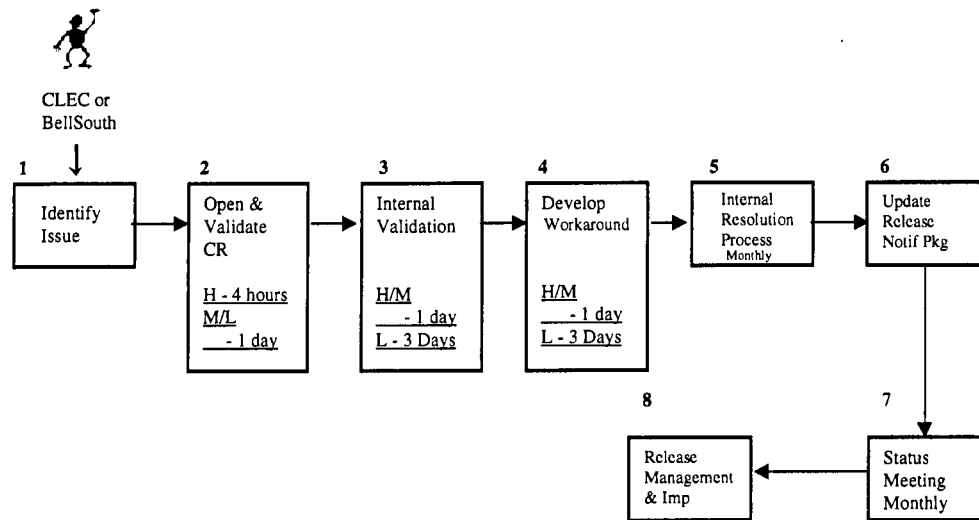 CLEC or
BellSouth
1
Identify
Issue
2
Open &
Validate
CR
H - 4 hours
M/L
- 1 day
3
Internal
Validation
H/M
- 1 day
L - 3 Days
4
Develop
Workaround
H/M
- 1 day
L - 3 Days
5
Internal
Resolution
Process
Monthly
6
Update
Release
Notif Pkg
7
Status
Meeting
Monthly
8
Release
Management
& Imp